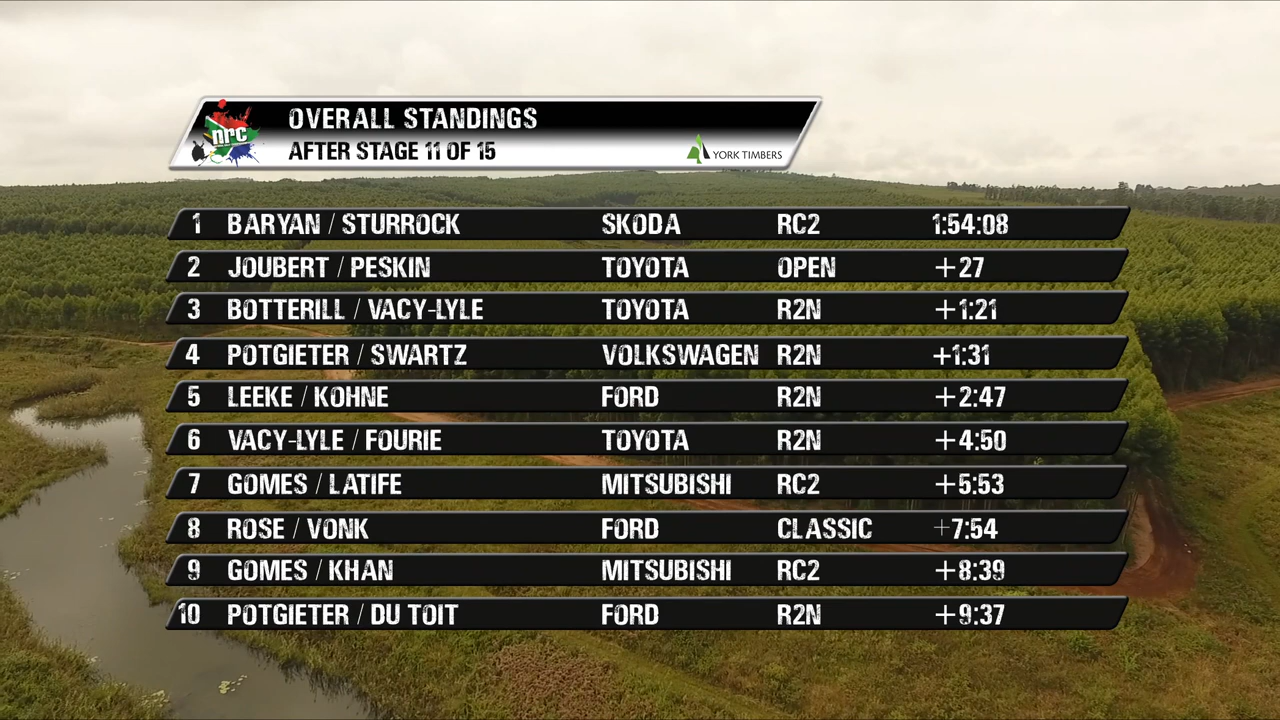 nrc
OVERALL STANDINGS
AFTER STAGE 11 OF 15
YORK TIMBERS
1 BARYAN / STURROCK SKODA RC2 1:54:08
2 JOUBERT / PESKIN TOYOTA OPEN +27
3 BOTTERILL / VACY-LYLE TOYOTA R2N +1:21
4 POTGIETER / SWARTZ VOLKSWAGEN R2N +1:31
5 LEEKE / KOHNE FORD R2N +2:47
6 VACY-LYLE / FOURIE TOYOTA R2N +4:50
7 GOMES / LATIFE MITSUBISHI RC2 +5:53
8 ROSE / VONK FORD CLASSIC +7:54
9 GOMES / KHAN MITSUBISHI RC2 +8:39
10 POTGIETER / DU TOIT FORD R2N +9:37